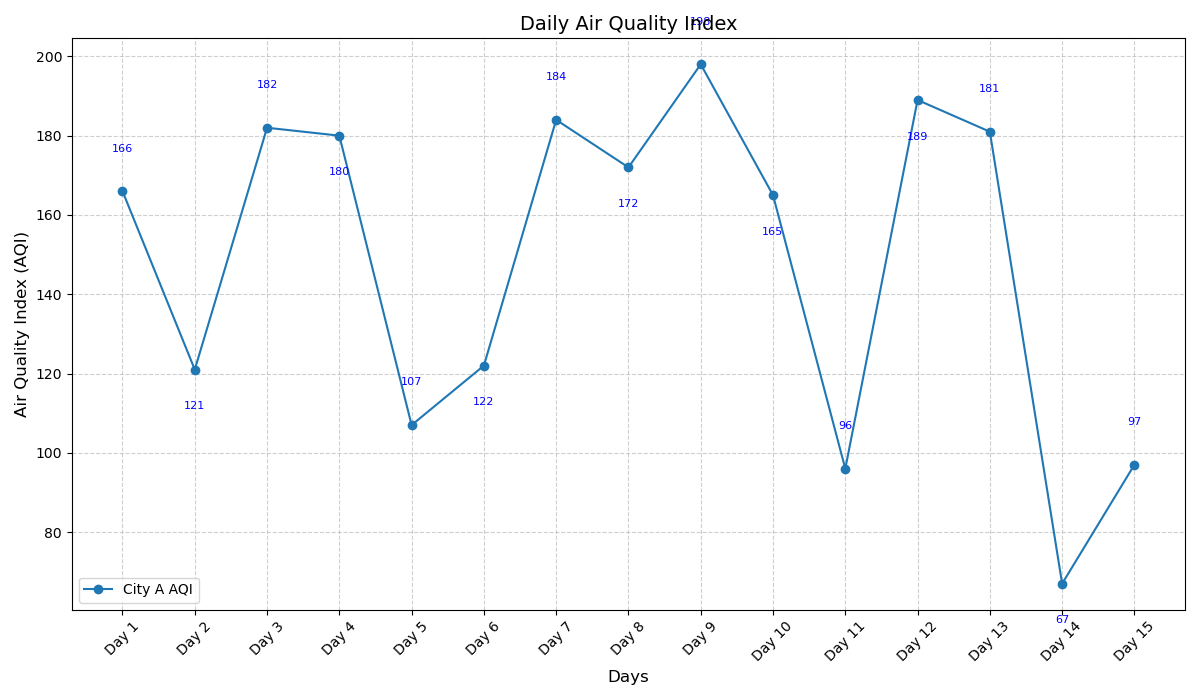 Daily Air Quality Index
198
200
182
184
181
180
166
189
180
172
165
160
Air Quality Index (AQI)
140
120
107
121
122
96
97
100
80
City A AQI
67
Day 1
Day 2
Day 3
Day 4
Day 5
Day 6
Day 7
Day 8
Day 9
Day 10
Day 11
Day 12
Day 13
Day 14
Day 15
Days